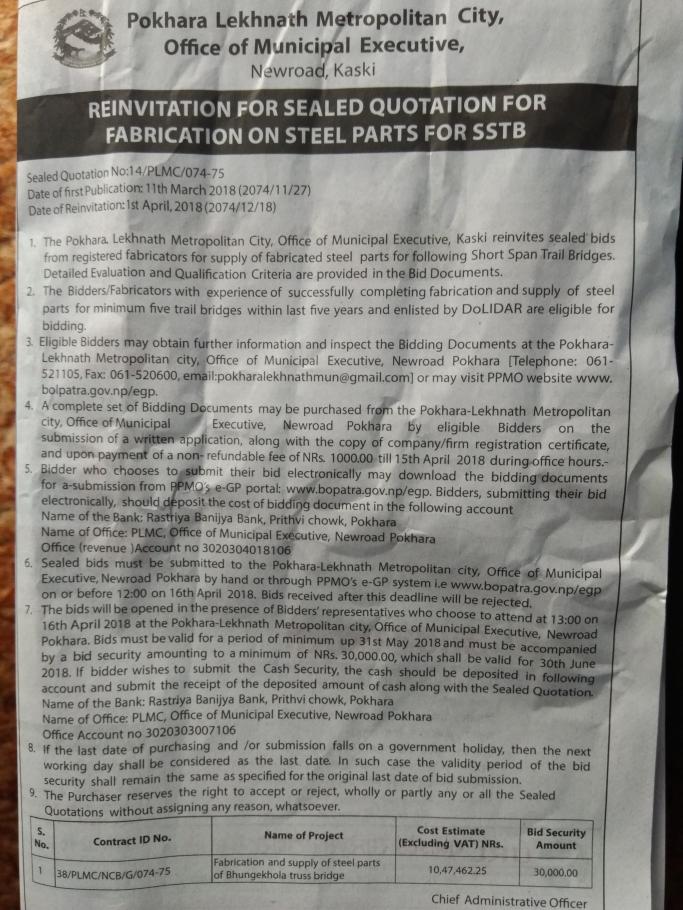 Pokhara Lekhnath Metropolitan City,
Office of Municipal Executive,
Newroad, Kaski
REINVITATION FOR SEALED QUOTATION FOR
FABRICATION ON STEEL PARTS FOR SSTB
Sealed Quotation No:14/PLMC/074-75
Date of first Publication: 11th March 2018 (2074/11/27)
Date of Reinvitation:1st April, 2018 (2074/12/18)
1. The Pokhara Lekhnath Metropolitan City, Office of Municipal Executive, Kaski reinvites sealed bids
from registered fabricators for supply of fabricated steel parts for following Short Span Trail Bridges.
Detailed Evaluation and Qualification Criteria are provided in the Bid Documents.
2. The Bidders/Fabricators with experience of successfully completing fabrication and supply of steel
parts for minimum five trail bridges within last five years and enlisted by DoLIDAR are eligible for
bidding.
3. Eligible Bidders may obtain further information and inspect the Bidding Documents at the Pokhara-
Lekhnath Metropolitan city, Office of Municipal Executive, Newroad Pokhara [Telephone: 061-
521105, Fax: 061-520600, email:pokharalekhnathmun@gmail.com] or may visit PPMO website www.
bolpatra.gov.np/egp.
4. A complete set of Bidding Documents may be purchased from the Pokhara-Lekhnath Metropolitan
city, Office of Municipal Executive, Newroad Pokhara by eligible Bidders on the
submission of a written application, along with the copy of company/firm registration certificate,
and upon payment of a non- refundable fee of NRs. 1000.00 till 15th April 2018 during office hours.-
5. Bidder who chooses to submit their bid electronically may download the bidding documents
for a-submission from PPMO's e-GP portal: www.bopatra.gov.np/egp. Bidders, submitting their bid
electronically, should deposit the cost of bidding document in the following account
Name of the Bank: Rastriya Banijya Bank, Prithvi chowk, Pokhara
Name of Office: PLMC, Office of Municipal Executive, Newroad Pokhara
Office (revenue )Account no 3020304018106
6. Sealed bids must be submitted to the Pokhara-Lekhnath Metropolitan city, Office of Municipal
Executive, Newroad Pokhara by hand or through PPMO's e-GP system i.e www.bopatra.gov.np/egp
on or before 12:00 on 16th April 2018. Bids received after this deadline will be rejected.
7. The bids will be opened in the presence of Bidders' representatives who choose to attend at 13:00 on
16th April 2018 at the Pokhara-Lekhnath Metropolitan city, Office of Municipal Executive, Newroad
Pokhara. Bids must be valid for a period of minimum up 31st May 2018 and must be accompanied
by a bid security amounting to a minimum of NRs. 30,000.00, which shall be valid for 30th June
2018. If bidder wishes to submit the Cash Security, the cash should be deposited in following
account and submit the receipt of the deposited amount of cash along with the Sealed Quotation.
Name of the Bank: Rastriya Banijya Bank, Prithvi chowk, Pokhara
Name of Office: PLMC, Office of Municipal Executive, Newroad Pokhara
Office Account no 3020303007106
8. If the last date of purchasing and /or submission falls on a government holiday, then the next
working day shall be considered as the last date. In such case the validity period of the bid
security shall remain the same as specified for the original last date of bid submission.
9. The Purchaser reserves the right to accept or reject, wholly or partly any or all the Sealed
Quotations without assigning any reason, whatsoever.
S. No. Contract ID No. Name of Project Cost Estimate (Excluding VAT) NRs. Bid Security Amount
1 38/PLMC/NCB/G/074-75 Fabrication and supply of steel parts of Bhungekhola truss bridge 10,47,462.25 30,000.00
Chief Administrative Officer